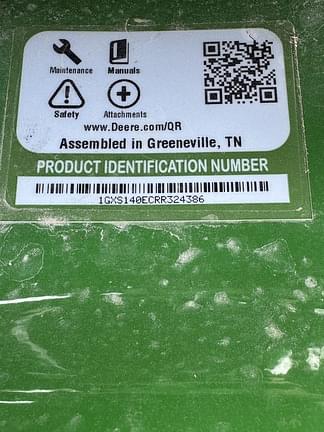 Maintenance Manuals
Safety Attachments
www.Deere.com/QR
Assembled in Greeneville, TN
PRODUCT IDENTIFICATION NUMBER
1GXS140ECRR324386